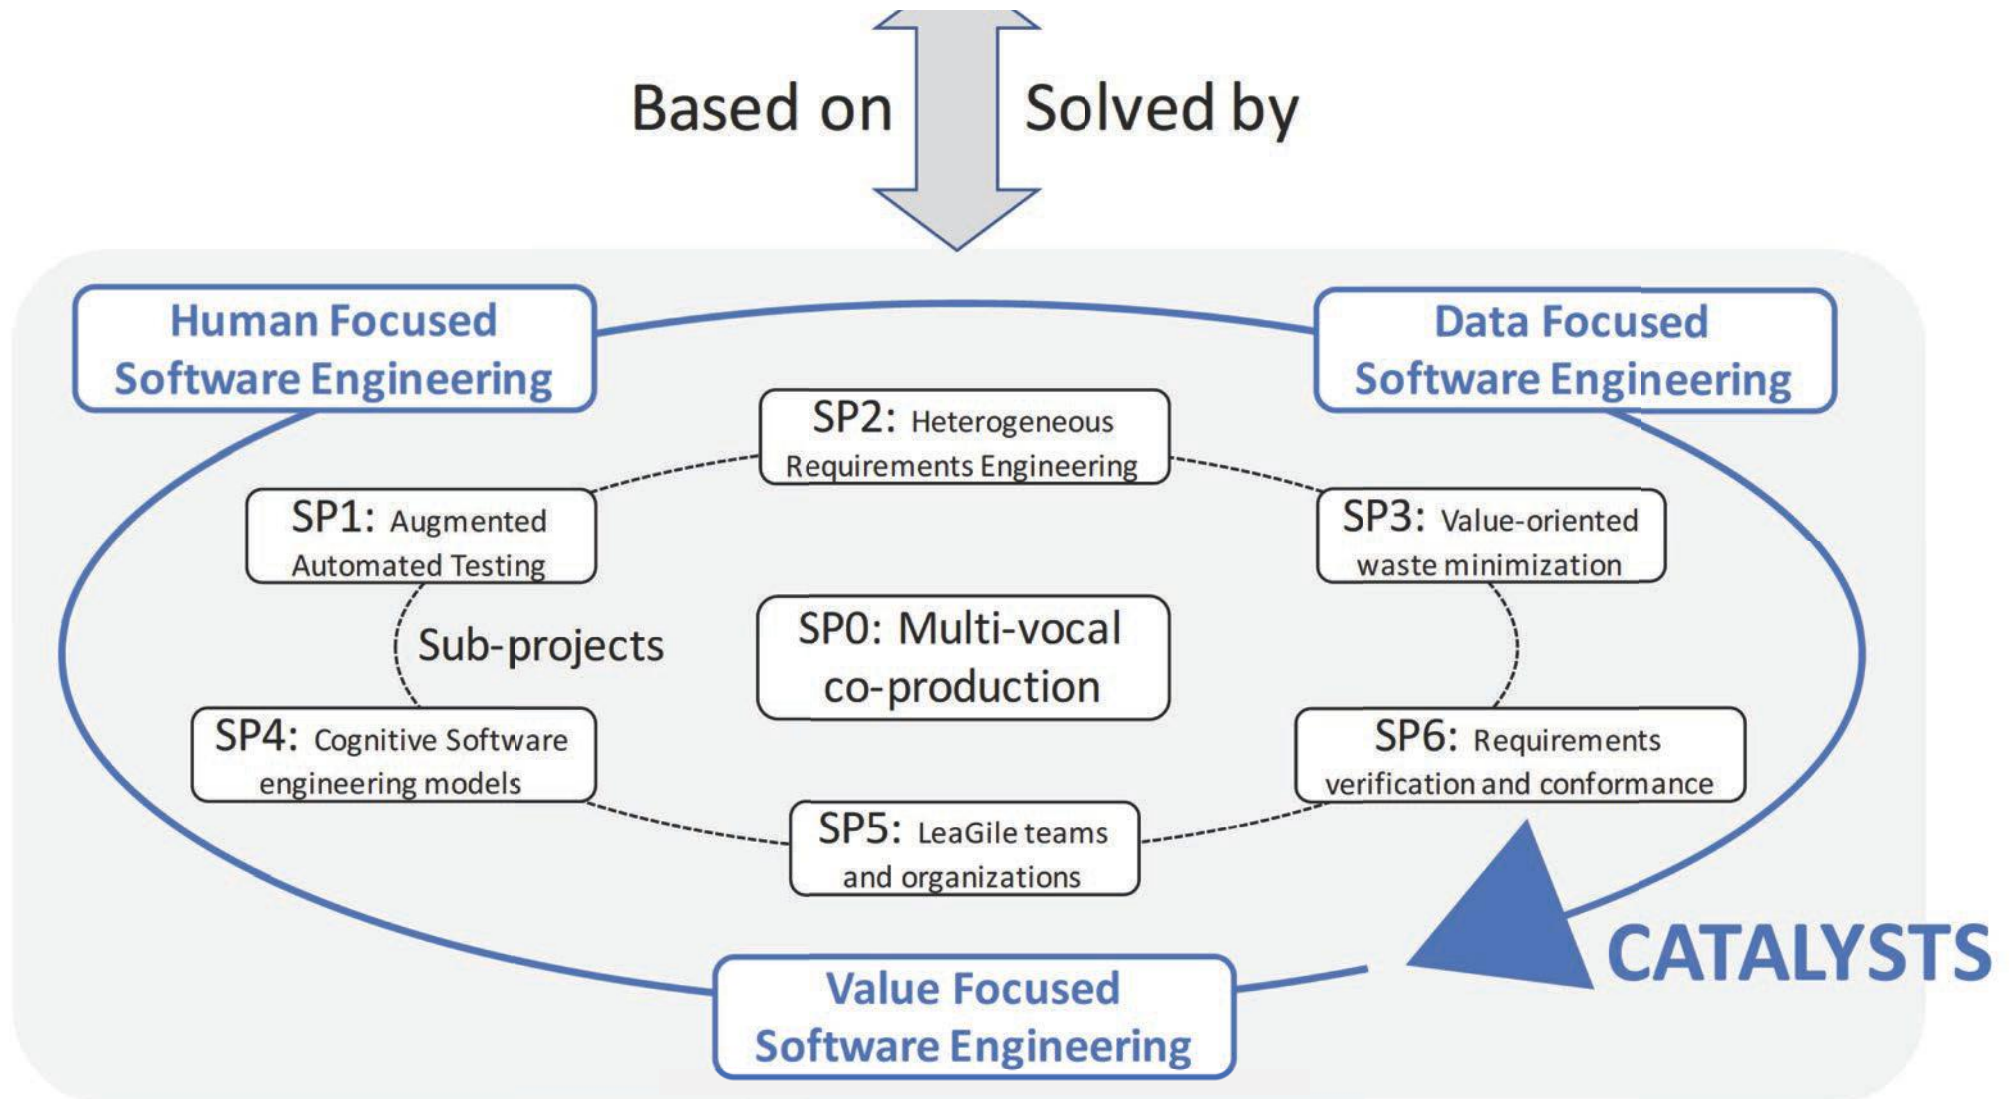 Based on
Solved by
Human Focused
Software Engineering
Data Focused
Software Engineering
SP2: Heterogeneous
Requirements Engineering
SP1: Augmented
Automated Testing
SP3: Value-oriented
waste minimization
Sub-projects
SP0: Multi-vocal
co-production
SP4: Cognitive Software
engineering models
SP6: Requirements
verification and conformance
SP5: LeaGile teams
and organizations
CATALYSTS
Value Focused
Software Engineering